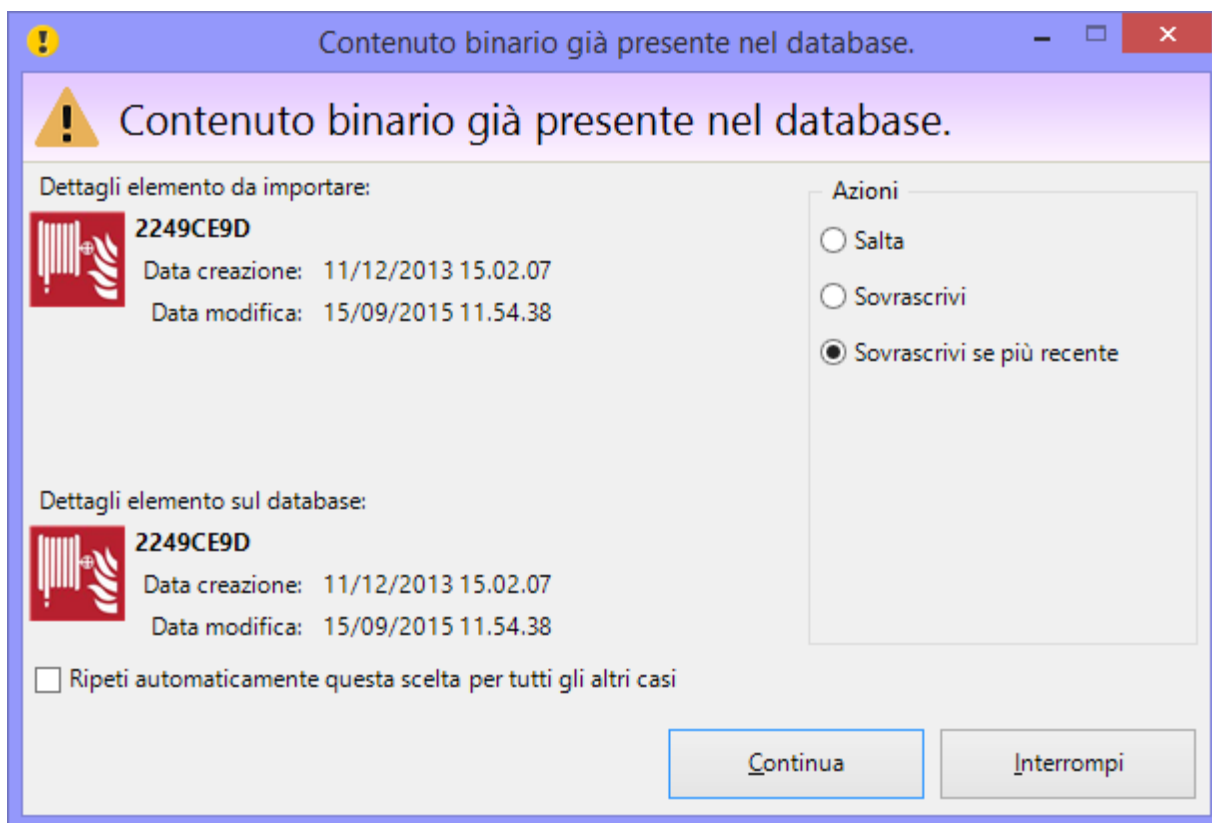 Contenuto binario già presente nel database.
Contenuto binario già presente nel database.
Dettagli elemento da importare:
2249CE9D
Data creazione: 11/12/2013 15.02.07
Data modifica: 15/09/2015 11.54.38
Azioni
Salta
Sovrascrivi
Sovrascrivi se più recente
Dettagli elemento sul database:
2249CE9D
Data creazione: 11/12/2013 15.02.07
Data modifica: 15/09/2015 11.54.38
Ripeti automaticamente questa scelta per tutti gli altri casi
Continua
Interrompi